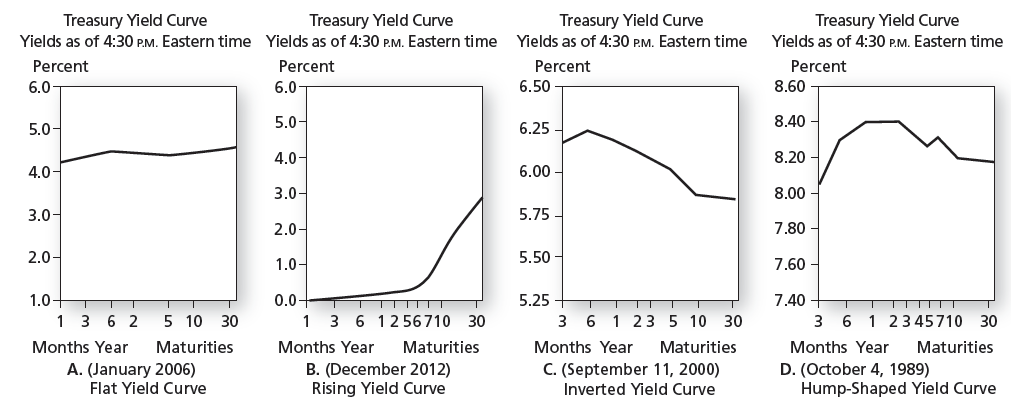 Treasury Yield Curve
Yields as of 4:30 P.M. Eastern time
Percent
6.0
5.0
4.0
3.0
2.0
1.0
1 3 6 2 5 10 30
Months Year Maturities
A. (January 2006)
Flat Yield Curve
Treasury Yield Curve
Yields as of 4:30 P.M. Eastern time
Percent
6.0
5.0
4.0
3.0
2.0
1.0
0.0
1 3 6 1 2 5 6 7 10 30
Months Year Maturities
B. (December 2012)
Rising Yield Curve
Treasury Yield Curve
Yields as of 4:30 P.M. Eastern time
Percent
6.50
6.25
6.00
5.75
5.50
5.25
3 6 1 2 3 5 10 30
Months Year Maturities
C. (September 11, 2000)
Inverted Yield Curve
Treasury Yield Curve
Yields as of 4:30 P.M. Eastern time
Percent
8.60
8.40
8.20
8.00
7.80
7.60
7.40
3 6 1 2 3 4 5 7 10 30
Months Year Maturities
D. (October 4, 1989)
Hump-Shaped Yield Curve